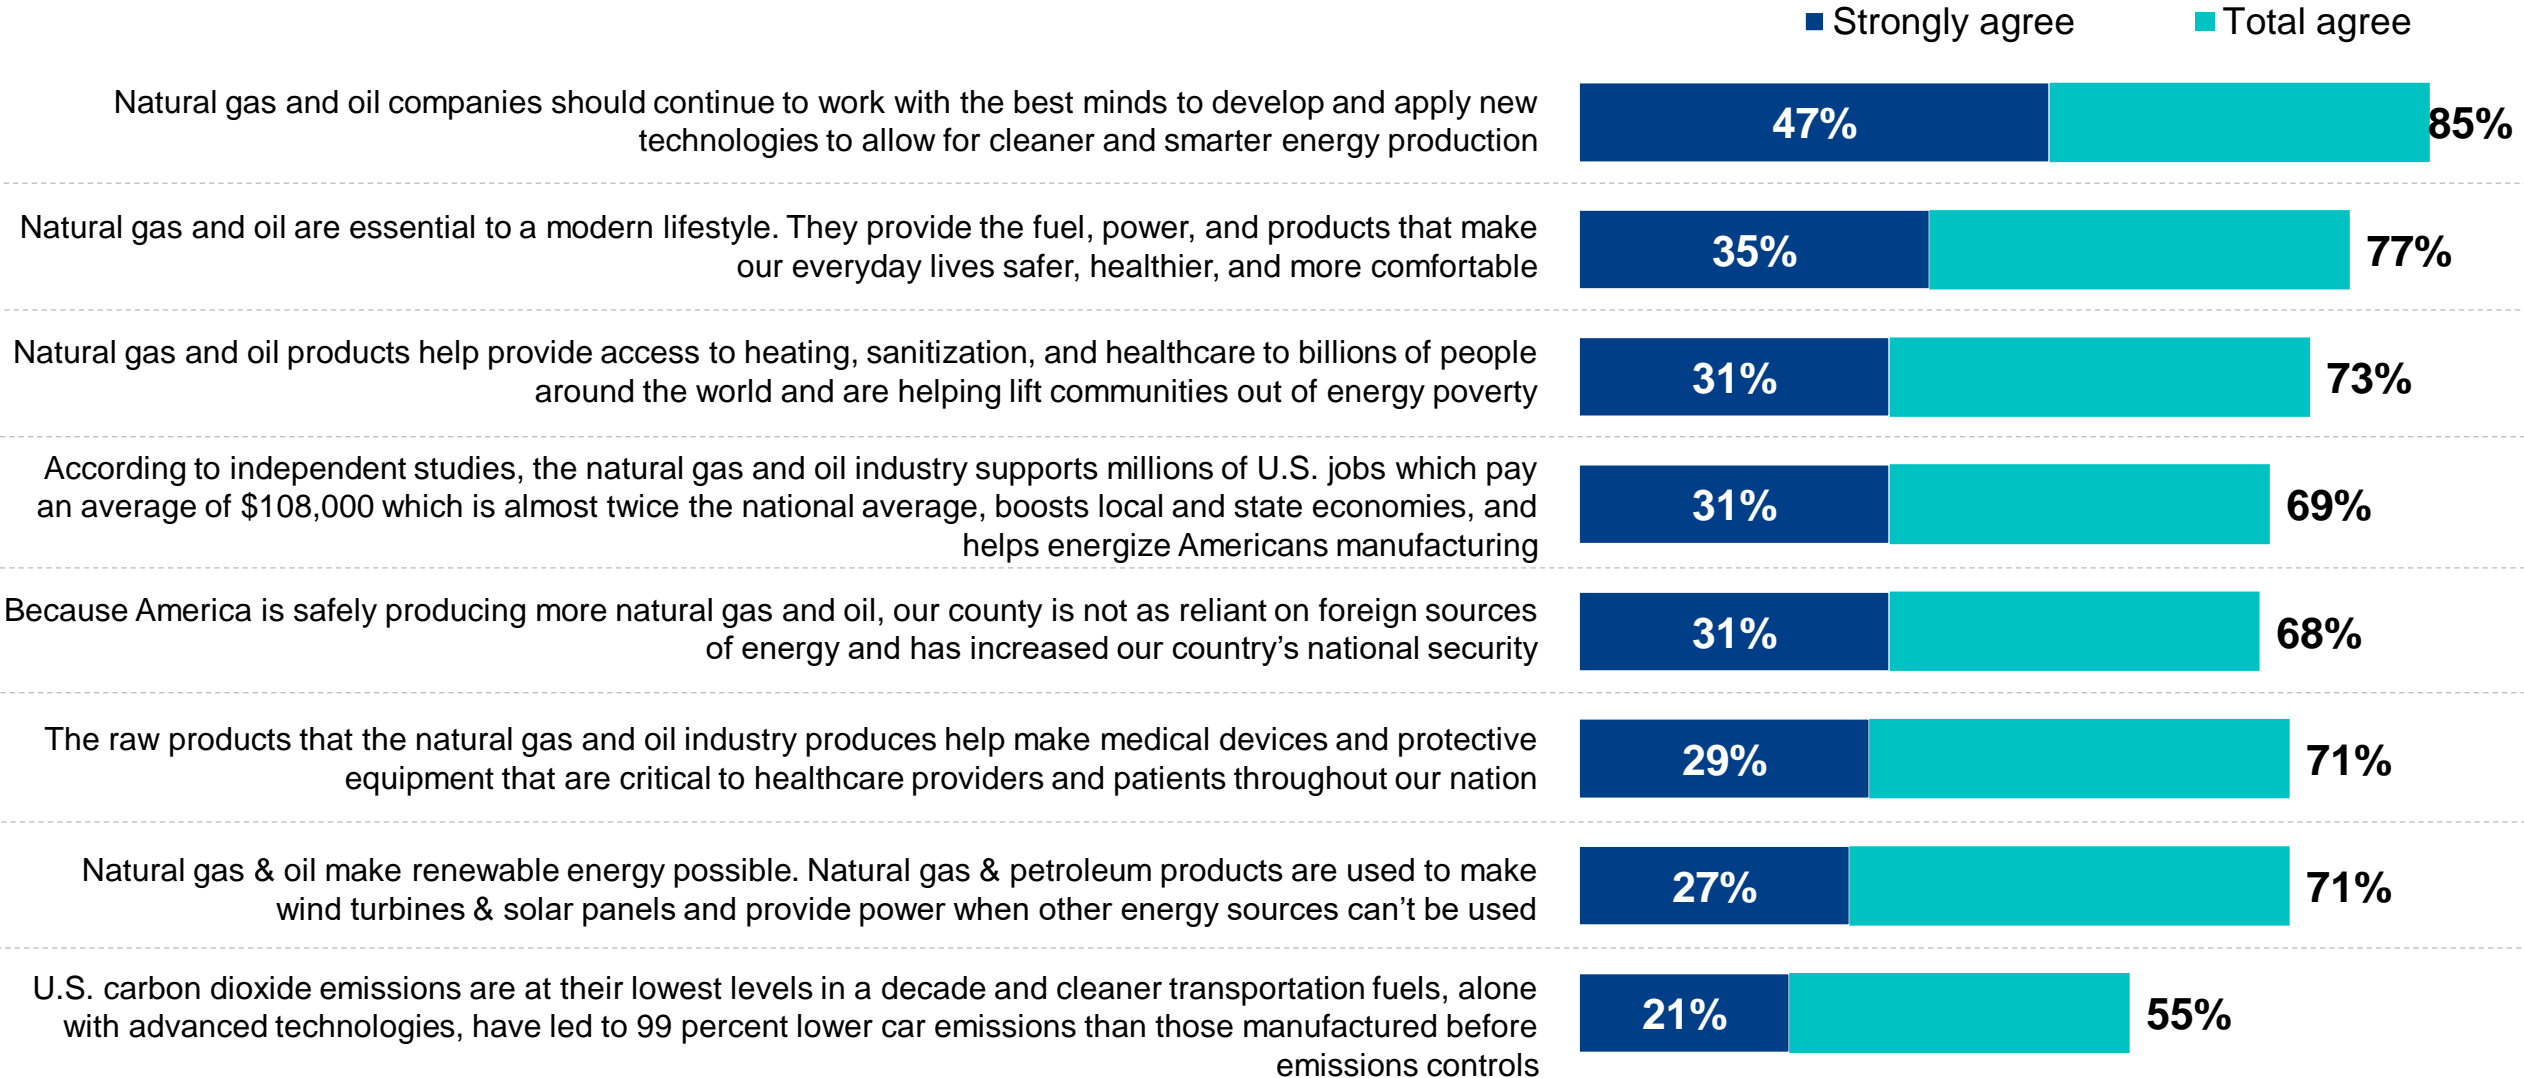 Strongly agree Total agree
Natural gas and oil companies should continue to work with the best minds to develop and apply new
technologies to allow for cleaner and smarter energy production
47% 85%
Natural gas and oil are essential to a modern lifestyle. They provide the fuel, power, and products that make
our everyday lives safer, healthier, and more comfortable
35% 77%
Natural gas and oil products help provide access to heating, sanitization, and healthcare to billions of people
around the world and are helping lift communities out of energy poverty
31% 73%
According to independent studies, the natural gas and oil industry supports millions of U.S. jobs which pay
an average of $108,000 which is almost twice the national average, boosts local and state economies, and
helps energize Americans manufacturing
31% 69%
Because America is safely producing more natural gas and oil, our county is not as reliant on foreign sources
of energy and has increased our country’s national security
31% 68%
The raw products that the natural gas and oil industry produces help make medical devices and protective
equipment that are critical to healthcare providers and patients throughout our nation
29% 71%
Natural gas & oil make renewable energy possible. Natural gas & petroleum products are used to make
wind turbines & solar panels and provide power when other energy sources can’t be used
27% 71%
U.S. carbon dioxide emissions are at their lowest levels in a decade and cleaner transportation fuels, alone
with advanced technologies, have led to 99 percent lower car emissions than those manufactured before
emissions controls
21% 55%